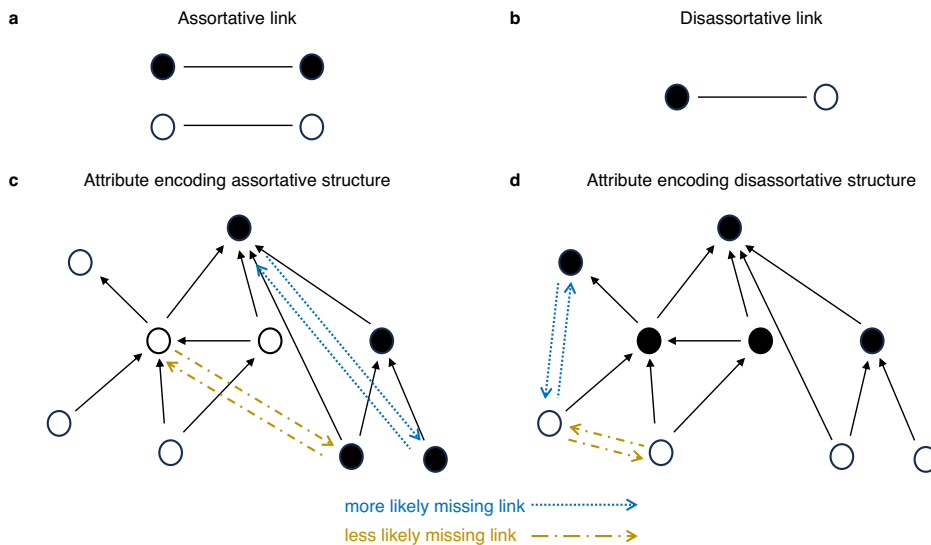 a Assortative link
b Disassortative link
c Attribute encoding assortative structure
d Attribute encoding disassortative structure
more likely missing link
less likely missing link